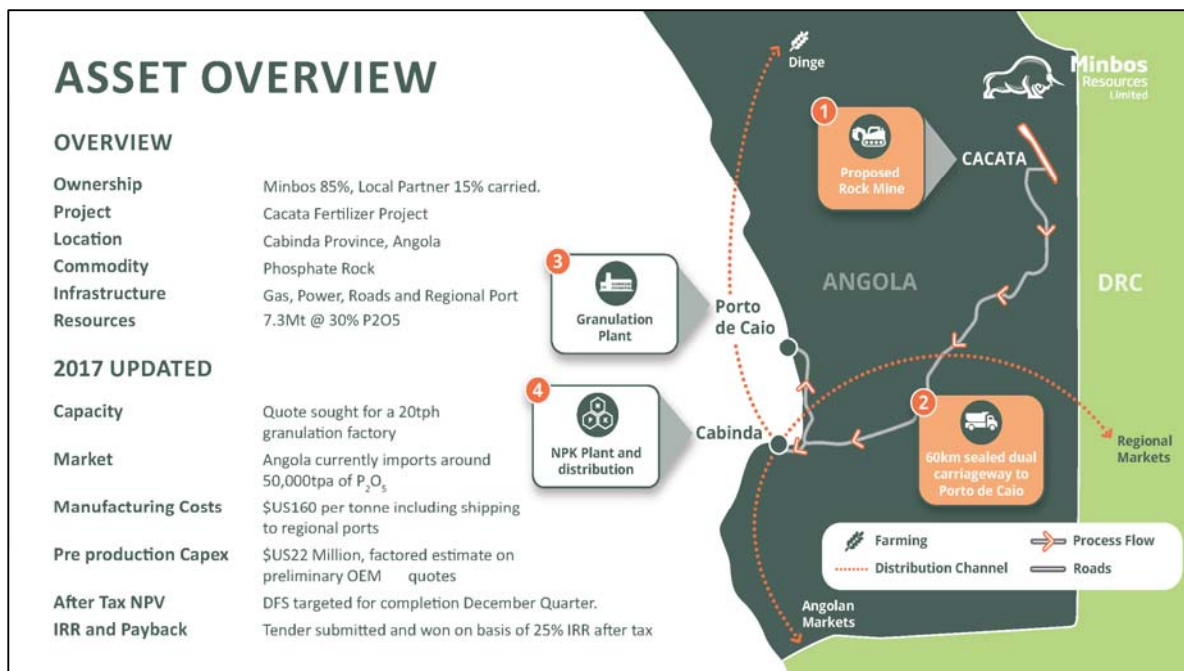 ASSET OVERVIEW
OVERVIEW
Ownership Minbos 85%, Local Partner 15% carried.
Project Cacata Fertilizer Project
Location Cabinda Province, Angola
Commodity Phosphate Rock
Infrastructure Gas, Power, Roads and Regional Port
Resources 7.3Mt @ 30% P2O5
2017 UPDATED
Capacity Quote sought for a 20tph
granulation factory
Market Angola currently imports around
50,000tpa of P₂O₅
Manufacturing Costs $US160 per tonne including shipping
to regional ports
Pre production Capex $US22 Million, factored estimate on
preliminary OEM quotes
After Tax NPV DFS targeted for completion December Quarter.
IRR and Payback Tender submitted and won on basis of 25% IRR after tax
Dinge
Minbos
Resources
Limited
1
Proposed
Rock Mine
CACATA
ANGOLA
DRC
3
Granulation
Plant
Porto
de Caio
4
N
P K
NPK Plant and
distribution
Cabinda
2
60km sealed dual
carriageway to
Porto de Caio
Regional
Markets
Farming
Process Flow
Distribution Channel
Roads
Angolan
Markets